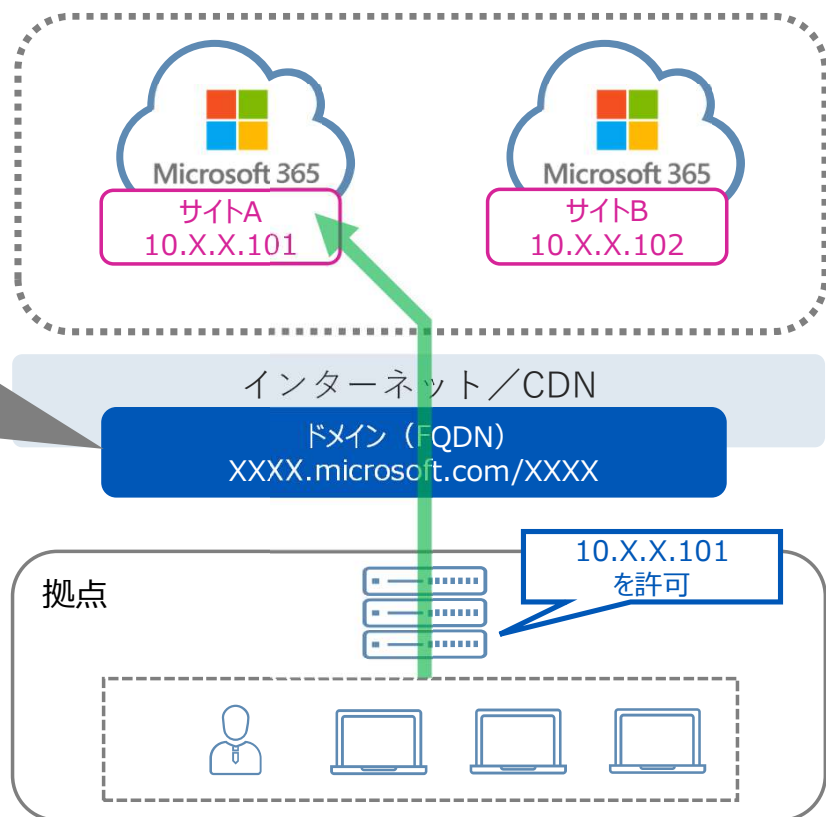 Microsoft 365
サイトA
10.X.X.101
Microsoft 365
サイトB
10.X.X.102
インターネット／CDN
ドメイン（FQDN）
XXXX.microsoft.com/XXXX
拠点
10.X.X.101
を許可